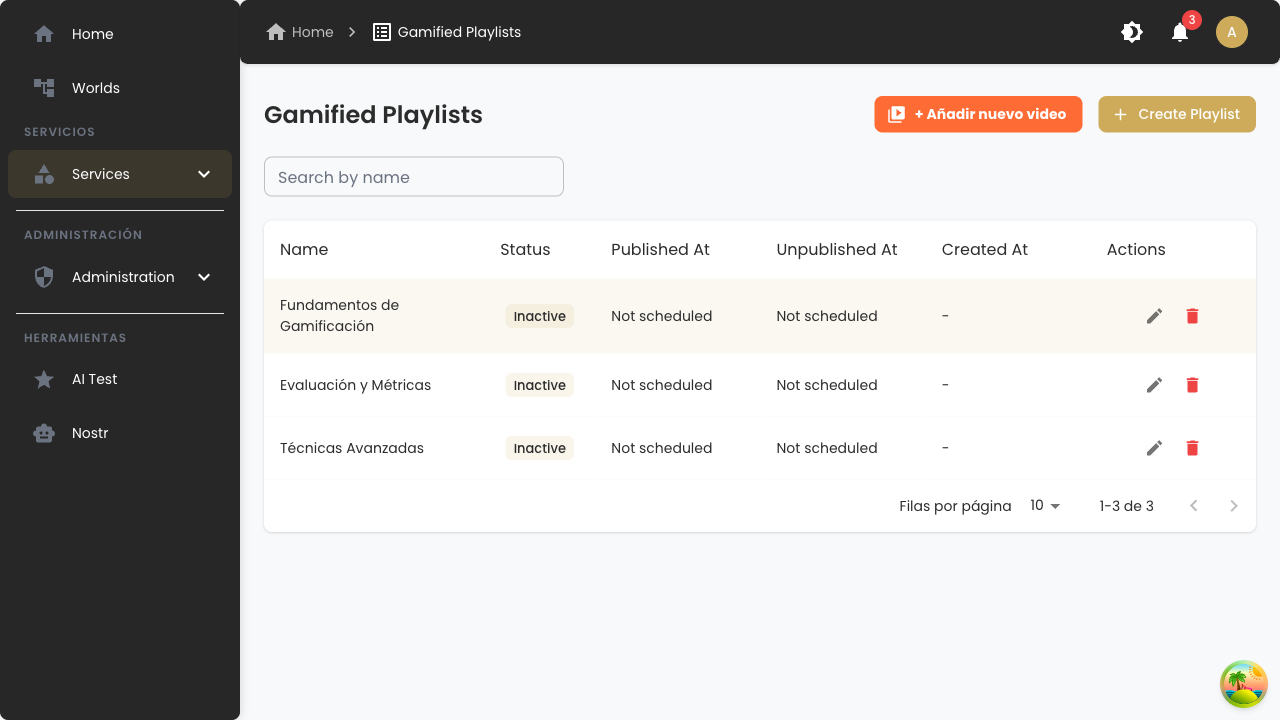 Home
Worlds
SERVICIOS
Services
ADMINISTRACIÓN
Administration
HERRAMIENTAS
AI Test
Nostr
Home
Gamified Playlists
3
A
Gamified Playlists
+ Añadir nuevo video
Create Playlist
Search by name
Name Status Published At Unpublished At Created At Actions
Fundamentos de
Gamificación
Inactive Not scheduled Not scheduled -
Evaluación y Métricas Inactive Not scheduled Not scheduled -
Técnicas Avanzadas Inactive Not scheduled Not scheduled -
Filas por página 10 1-3 de 3